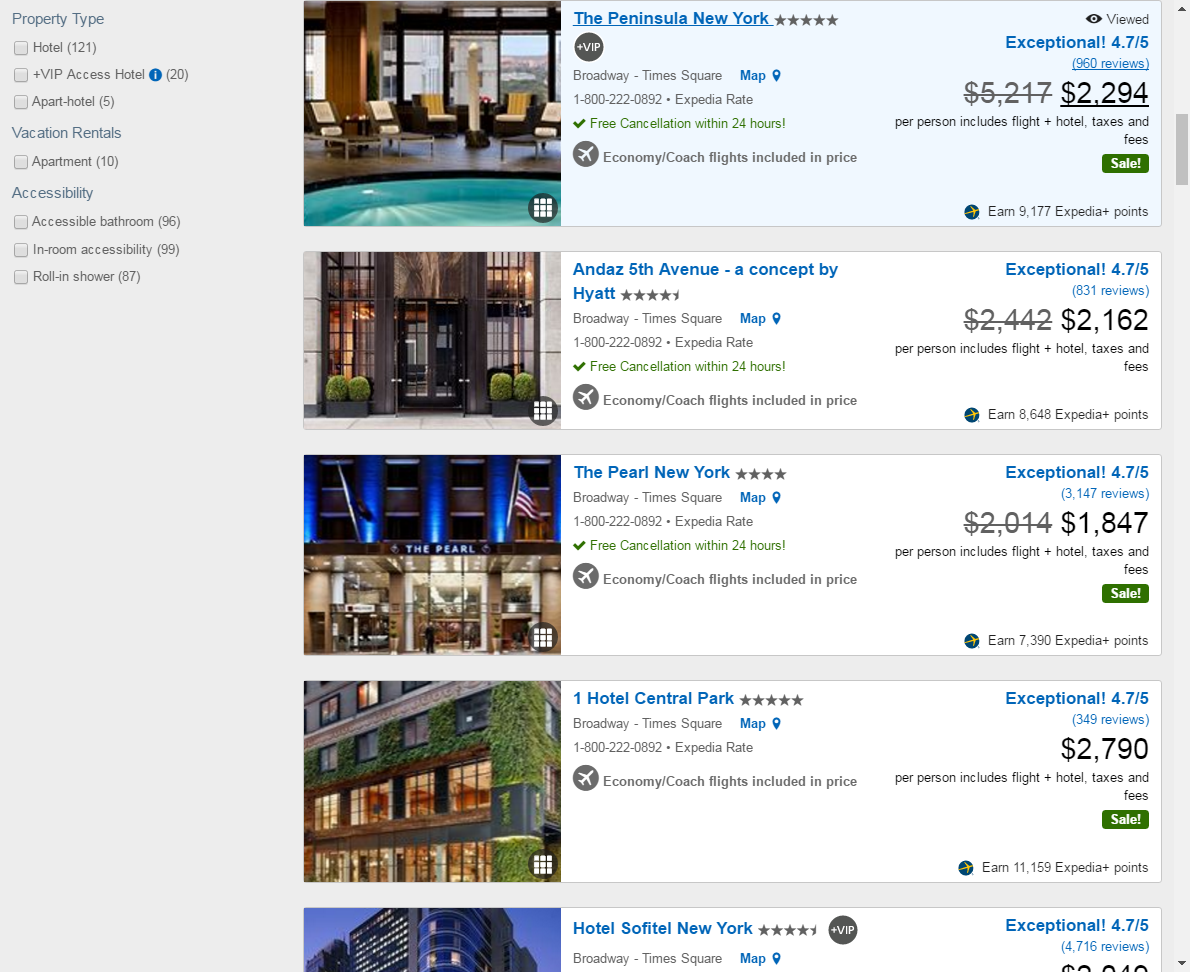 Property Type
Hotel (121)
+VIP Access Hotel (20)
Apart-hotel (5)
Vacation Rentals
Apartment (10)
Accessibility
Accessible bathroom (96)
In-room accessibility (99)
Roll-in shower (87)
The Peninsula New York
+VIP
Broadway - Times Square Map
1-800-222-0892 • Expedia Rate
Free Cancellation within 24 hours!
Economy/Coach flights included in price
Viewed
Exceptional! 4.7/5
(960 reviews)
$5,217 $2,294
per person includes flight + hotel, taxes and
fees
Sale!
Earn 9,177 Expedia+ points
Andaz 5th Avenue - a concept by
Hyatt
Broadway - Times Square Map
1-800-222-0892 • Expedia Rate
Free Cancellation within 24 hours!
Economy/Coach flights included in price
Exceptional! 4.7/5
(831 reviews)
$2,442 $2,162
per person includes flight + hotel, taxes and
fees
Earn 8,648 Expedia+ points
THE PEARL
The Pearl New York
Broadway - Times Square Map
1-800-222-0892 • Expedia Rate
Free Cancellation within 24 hours!
Economy/Coach flights included in price
Exceptional! 4.7/5
(3,147 reviews)
$2,014 $1,847
per person includes flight + hotel, taxes and
fees
Sale!
Earn 7,390 Expedia+ points
1 Hotel Central Park
Broadway - Times Square Map
1-800-222-0892 • Expedia Rate
Economy/Coach flights included in price
Exceptional! 4.7/5
(349 reviews)
$2,790
per person includes flight + hotel, taxes and
fees
Sale!
Earn 11,159 Expedia+ points
Hotel Sofitel New York +VIP
Broadway - Times Square Map
Exceptional! 4.7/5
(4,716 reviews)